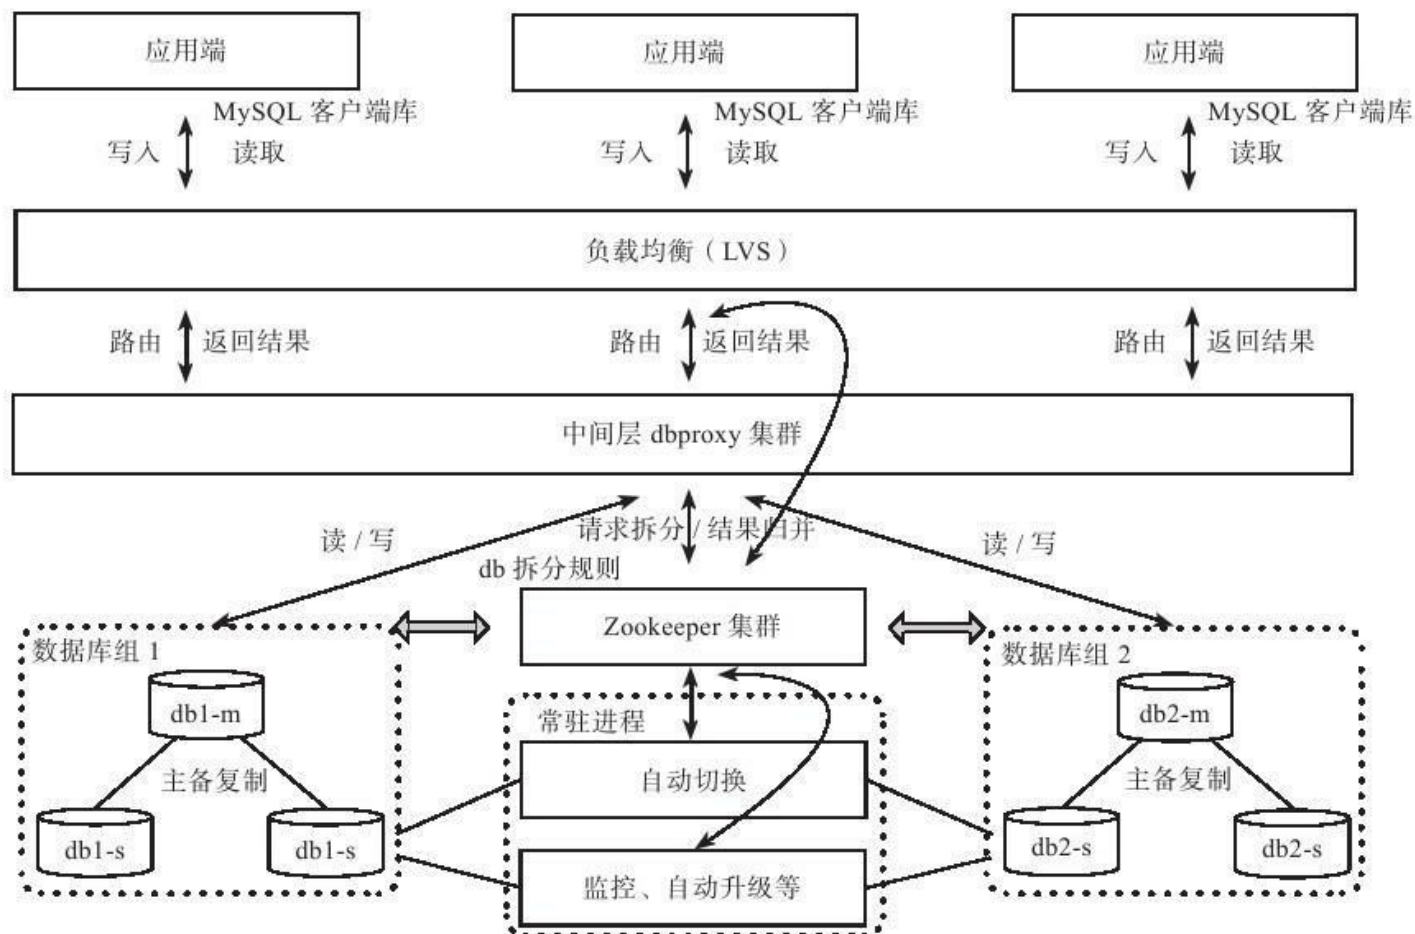 应用端
应用端
应用端
MySQL 客户端库
MySQL 客户端库
MySQL 客户端库
写入
读取
写入
读取
写入
读取
负载均衡（LVS）
路由
返回结果
路由
返回结果
路由
返回结果
中间层 dbproxy 集群
读 / 写
请求拆分 / 结果归并
读 / 写
db 拆分规则
Zookeeper 集群
数据库组 1
数据库组 2
db1-m
常驻进程
db2-m
主备复制
自动切换
主备复制
db1-s
db1-s
db2-s
db2-s
监控、自动升级等